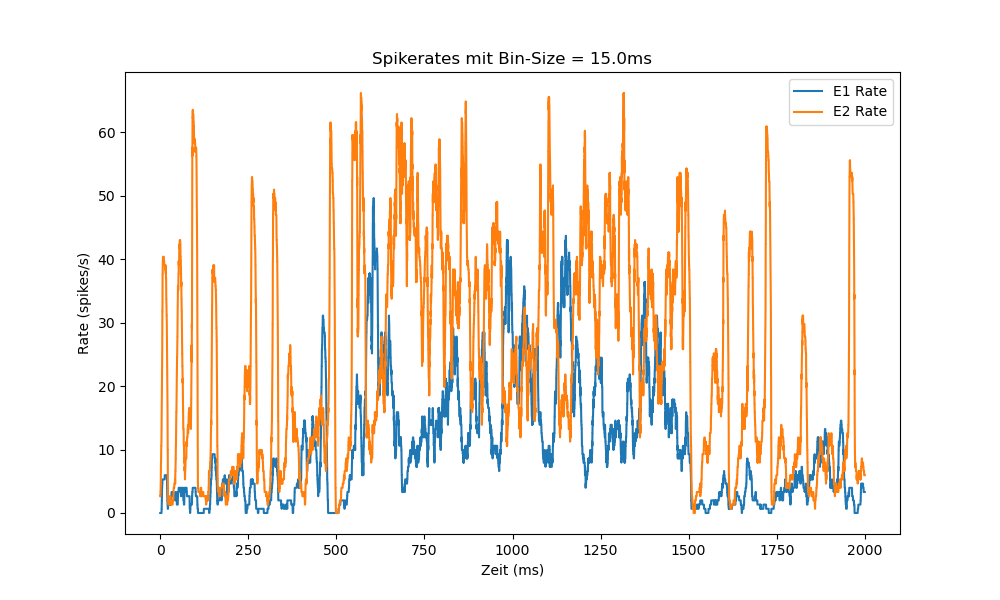 Spikerates mit Bin-Size = 15.0ms
E1 Rate
E2 Rate
Rate (spikes/s)
60
50
40
30
20
10
0
0 250 500 750 1000 1250 1500 1750 2000
Zeit (ms)